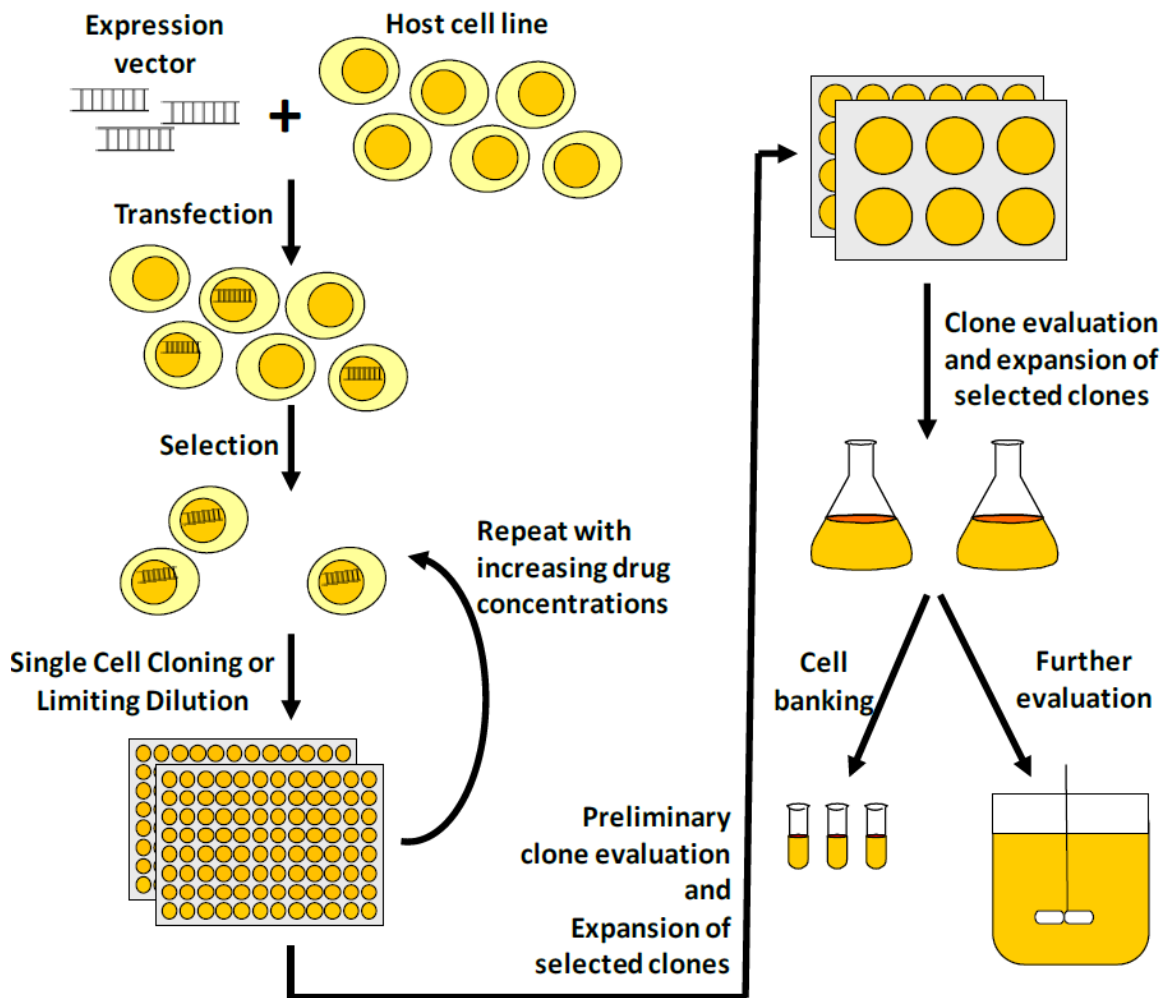 Expression
vector
Host cell line
+
Transfection
Selection
Repeat with
increasing drug
concentrations
Single Cell Cloning or
Limiting Dilution
Preliminary
clone evaluation
and
Expansion of
selected clones
Clone evaluation
and expansion of
selected clones
Cell
banking
Further
evaluation